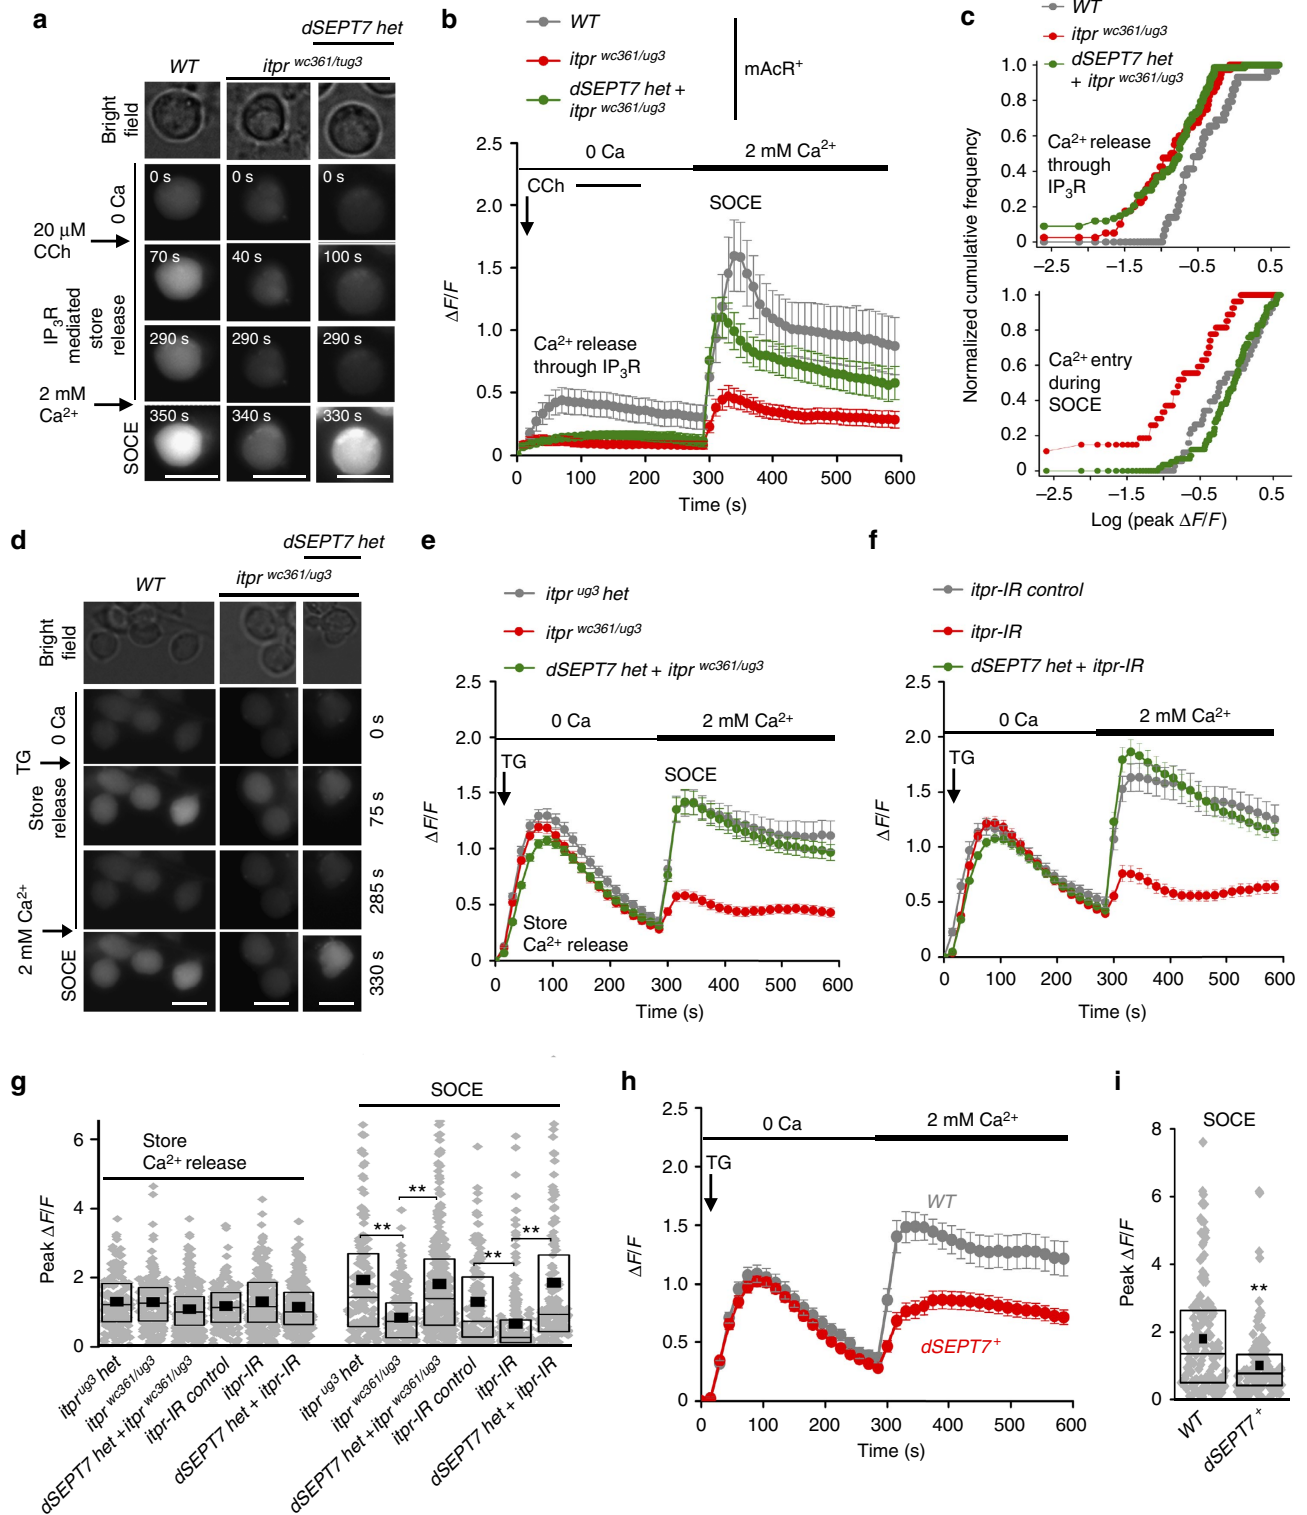 a
dSEPT7 het
WT
itpr wc361/tug3
Bright
field
0 s
0 s
0 s
0 Ca
20 µM
CCh
70 s
40 s
100 s
IP3R
mediated
store
release
290 s
290 s
290 s
2 mM
Ca2+
350 s
340 s
330 s
SOCE
b
WT
itpr wc361/ug3
dSEPT7 het +
itpr wc361/ug3
mAcR+
2.5
2.0
1.5
1.0
0.5
0
ΔF/F
0 Ca
2 mM Ca2+
CCh
SOCE
Ca2+ release
through IP3R
0 100 200 300 400 500 600
Time (s)
c
WT
itpr wc361/ug3
dSEPT7 het
+ itpr wc361/ug3
Normalized cumulative frequency
1.0
0.8
0.6
0.4
0.2
0
Ca2+ release
through
IP3R
−2.5 −1.5 −0.5 0.5
1.0
0.8
0.6
0.4
0.2
0
Ca2+ entry
during
SOCE
−2.5 −1.5 −0.5 0.5
Log (peak ΔF/F)
d
dSEPT7 het
WT
itpr wc361/ug3
Bright
field
0 Ca
0 s
TG
Store
release
75 s
285 s
2 mM Ca2+
SOCE
330 s
e
itpr ug3 het
itpr wc361/ug3
dSEPT7 het + itpr wc361/ug3
2.5
2.0
1.5
1.0
0.5
0
ΔF/F
0 Ca
2 mM Ca2+
TG
SOCE
Store
Ca2+ release
0 100 200 300 400 500 600
Time (s)
f
itpr-IR control
itpr-IR
dSEPT7 het + itpr-IR
2.5
2.0
1.5
1.0
0.5
0
ΔF/F
0 Ca
2 mM Ca2+
TG
0 100 200 300 400 500 600
Time (s)
g
SOCE
Store
Ca2+ release
6
4
2
0
Peak ΔF/F
**
**
**
**
itpr ug3 het
itpr wc361/ug3
dSEPT7 het + itpr wc361/ug3
itpr-IR control
itpr-IR
dSEPT7 het + itpr-IR
itpr ug3 het
itpr wc361/ug3
dSEPT7 het + itpr wc361/ug3
itpr-IR control
itpr-IR
dSEPT7 het + itpr-IR
h
2.5
2.0
1.5
1.0
0.5
0
ΔF/F
0 Ca
2 mM Ca2+
TG
WT
dSEPT7+
0 100 200 300 400 500 600
Time (s)
i
SOCE
8
6
4
2
0
Peak ΔF/F
**
WT
dSEPT7+